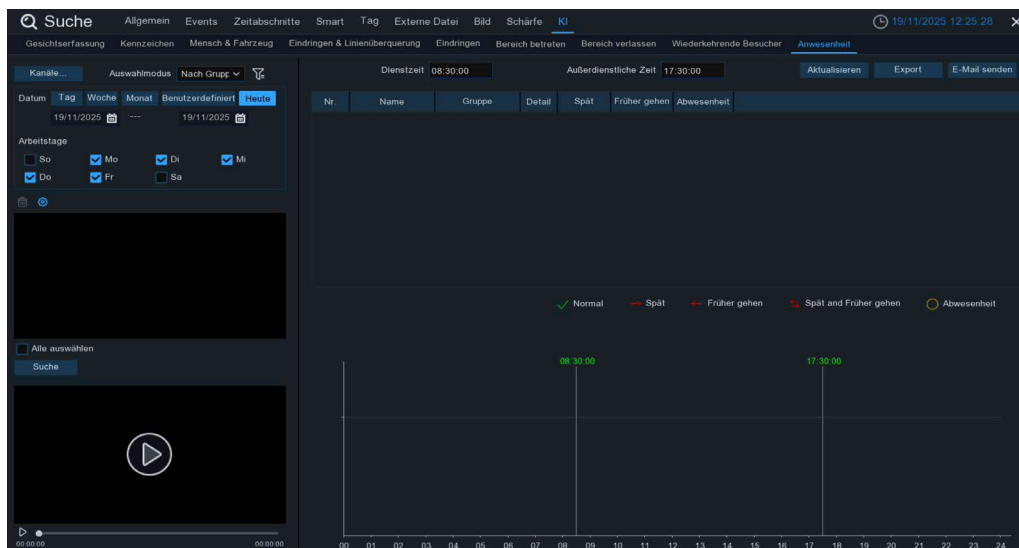 Suche Allgemein Events Zeitabschnitte Smart Tag Externe Datei Bild Schärfe KI 19/11/2025 12:25:28
Gesichtserfassung Kennzeichen Mensch & Fahrzeug Eindringen & Linienüberquerung Eindringen Bereich betreten Bereich verlassen Wiederkehrende Besucher Anwesenheit
Kanäle... Auswahlmodus Nach Grupp Dienstzeit 08:30:00 Außerdienstliche Zeit 17:30:00 Aktualisieren Export E-Mail senden
Datum Tag Woche Monat Benutzerdefiniert Heute
Nr. Name Gruppe Detail Spät Früher gehen Abwesenheit
19/11/2025 --- 19/11/2025
Arbeitstage
So Mo Di Mi
Do Fr Sa
Normal Spät Früher gehen Spät and Früher gehen Abwesenheit
Alle auswählen
Suche
08:30:00 17:30:00
00:00:00 00:00:00
00 01 02 03 04 05 06 07 08 09 10 11 12 13 14 15 16 17 18 19 20 21 22 23 24